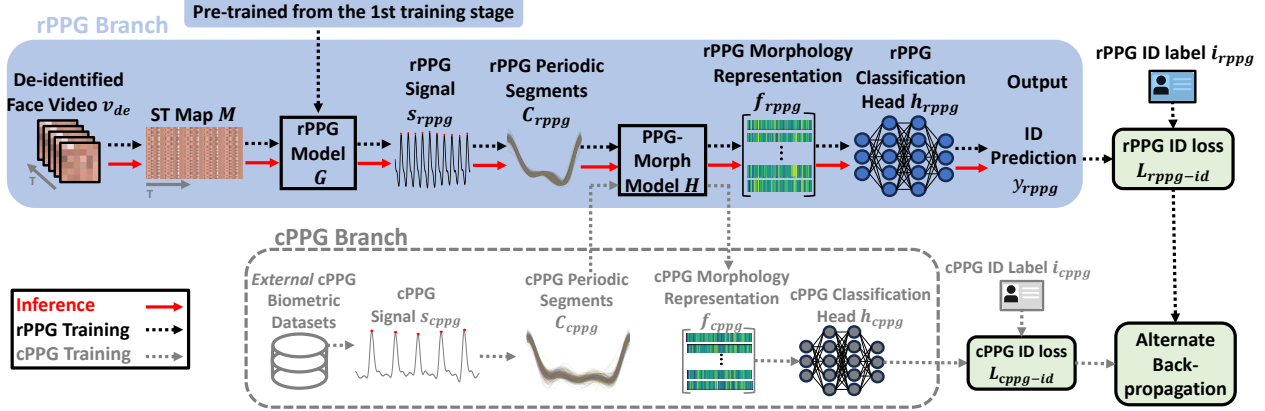 Pre-trained from the 1st training stage
rPPG Branch
De-identified
Face Video v_de
T
ST Map M
T
rPPG
Model
G
rPPG
Signal
s_rppg
rPPG Periodic
Segments
C_rppg
PPG-
Morph
Model H
rPPG Morphology
Representation
f_rppg
rPPG
Classification
Head h_rppg
Output
ID
Prediction
y_rppg
rPPG ID label i_rppg
rPPG ID loss
L_rppg-id
cPPG Branch
External cPPG
Biometric
Datasets
cPPG
Signal s_cppg
cPPG Periodic
Segments
C_cppg
cPPG Morphology
Representation
f_cppg
cPPG Classification
Head h_cppg
cPPG ID Label i_cppg
cPPG ID loss
L_cppg-id
Alternate
Back-
propagation
Inference
rPPG Training
cPPG Training